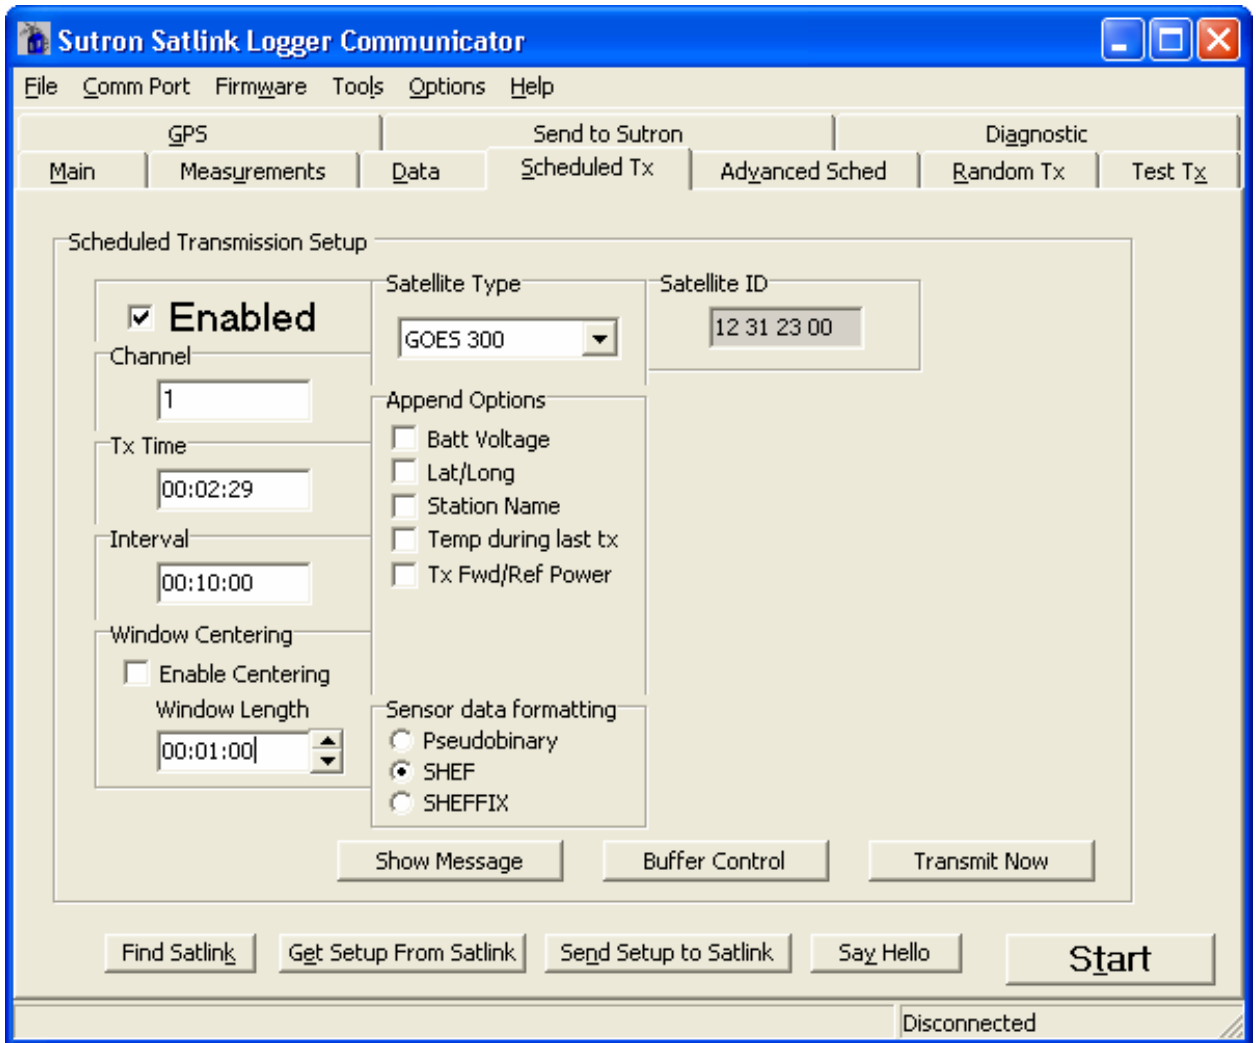 Sutron Satlink Logger Communicator
File Comm Port Firmware Tools Options Help
GPS Send to Sutron Diagnostic
Main Measurements Data Scheduled Tx Advanced Sched Random Tx Test Tx
Scheduled Transmission Setup
Enabled
Channel
1
Tx Time
00:02:29
Interval
00:10:00
Window Centering
Enable Centering
Window Length
00:01:00
Satellite Type
GOES 300
Append Options
Batt Voltage
Lat/Long
Station Name
Temp during last tx
Tx Fwd/Ref Power
Sensor data formatting
Pseudobinary
SHEF
SHEFFIX
Satellite ID
12 31 23 00
Show Message Buffer Control Transmit Now
Find Satlink Get Setup From Satlink Send Setup to Satlink Say Hello Start
Disconnected